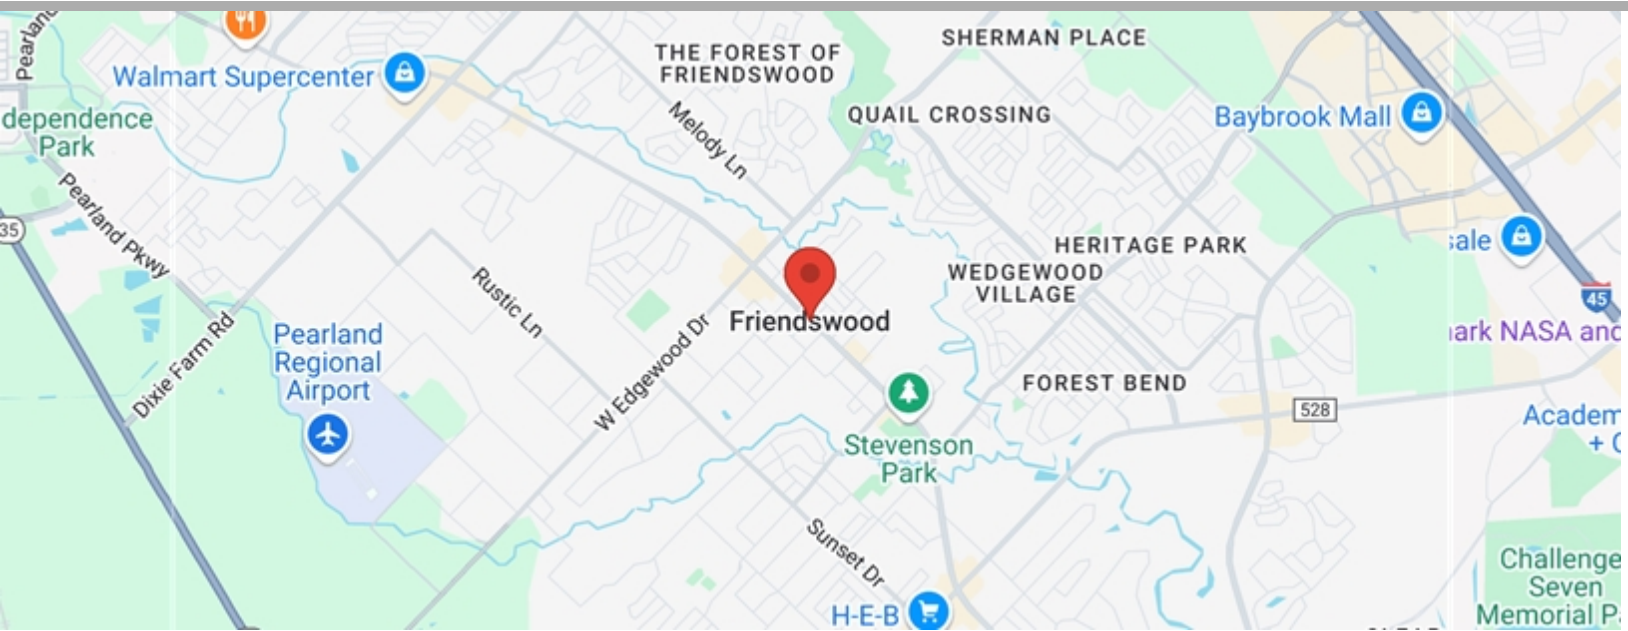 Pearland
THE FOREST OF
FRIENDSWOOD
SHERMAN PLACE
Walmart Supercenter
Melody Ln
QUAIL CROSSING
Baybrook Mall
dependence
Park
Pearland Pkwy
35
HERITAGE PARK
WEDGEWOOD
VILLAGE
sale
45
Rustic Ln
Friendswood
ark NASA and
Dixie Farm Rd
Pearland
Regional
Airport
W Edgewood Dr
FOREST BEND
528
Academ
+ C
Stevenson
Park
Sunset Dr
H-E-B
Challenge
Seven
Memorial P